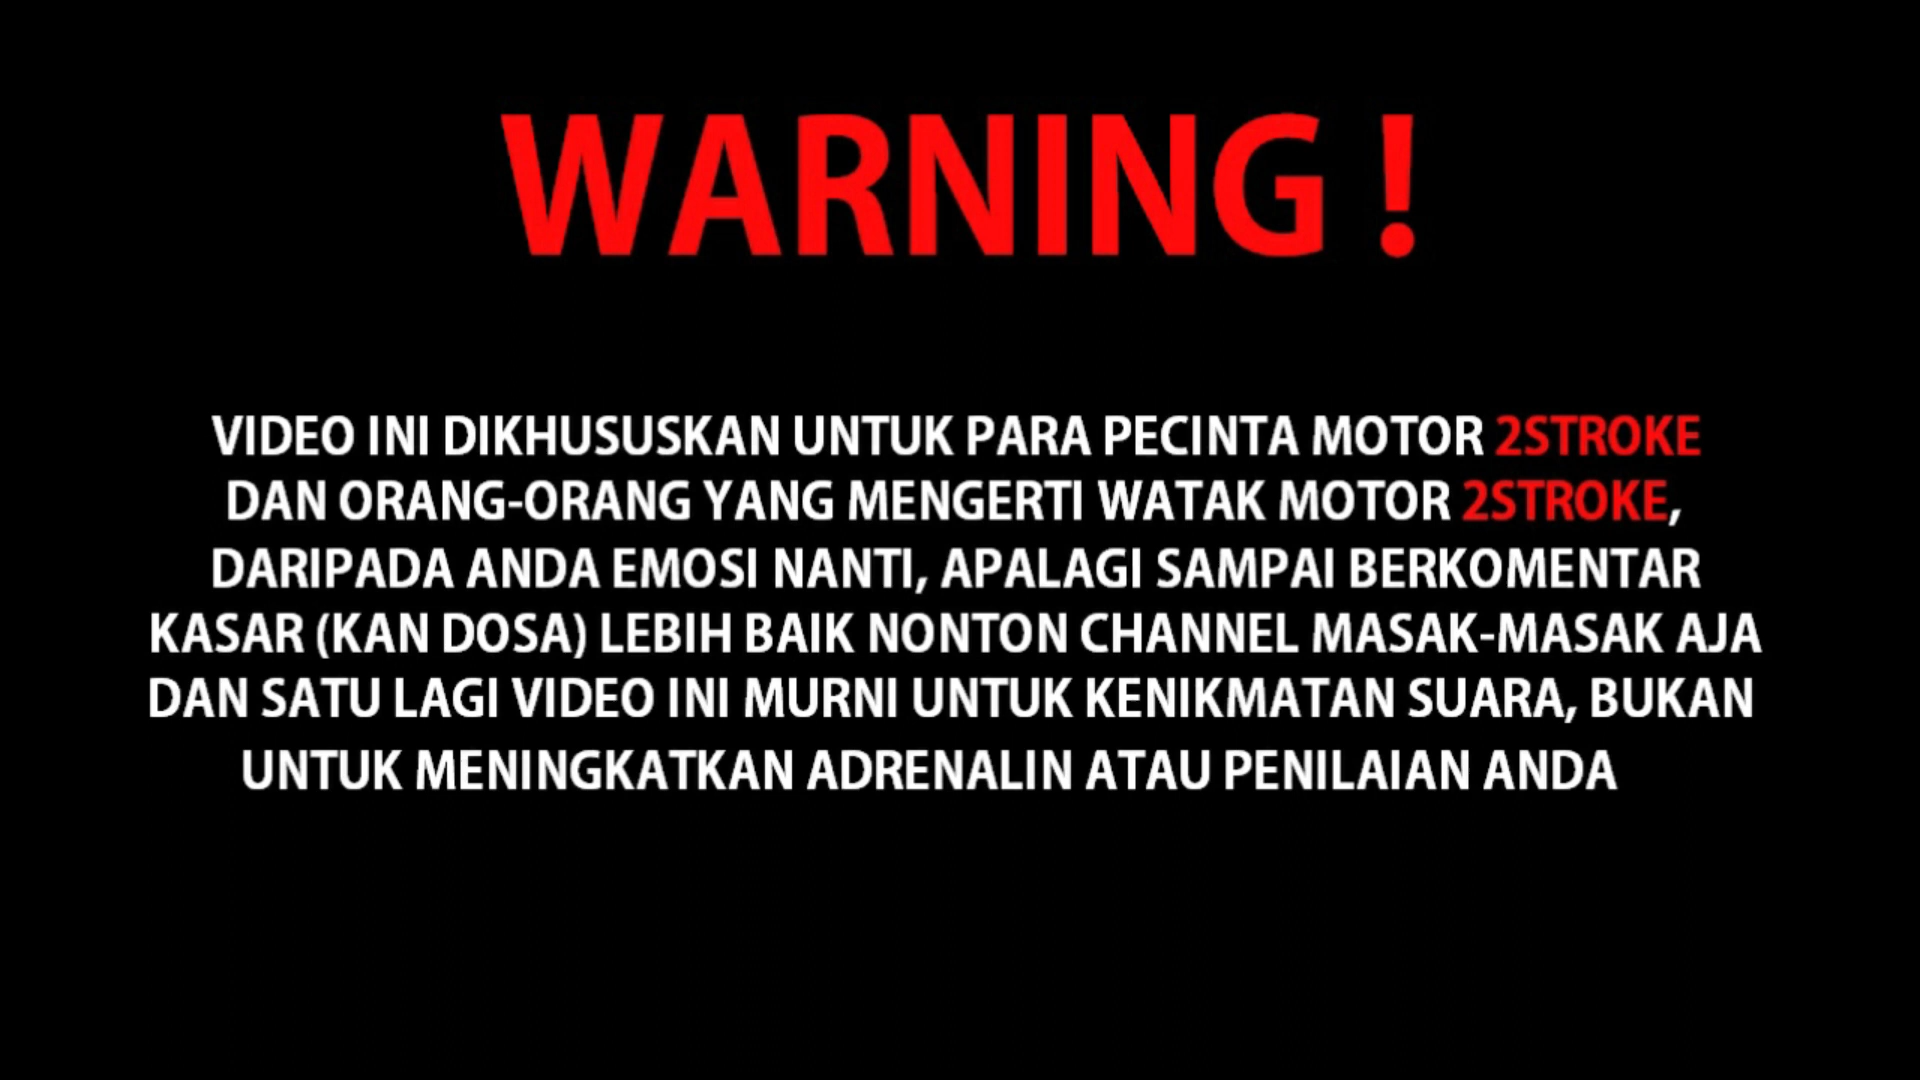 WARNING !
VIDEO INI DIKHUSUSKAN UNTUK PARA PECINTA MOTOR 2STROKE
DAN ORANG-ORANG YANG MENGERTI WATAK MOTOR 2STROKE,
DARIPADA ANDA EMOSI NANTI, APALAGI SAMPAI BERKOMENTAR
KASAR (KAN DOSA) LEBIH BAIK NONTON CHANNEL MASAK-MASAK AJA
DAN SATU LAGI VIDEO INI MURNI UNTUK KENIKMATAN SUARA, BUKAN
UNTUK MENINGKATKAN ADRENALIN ATAU PENILAIAN ANDA